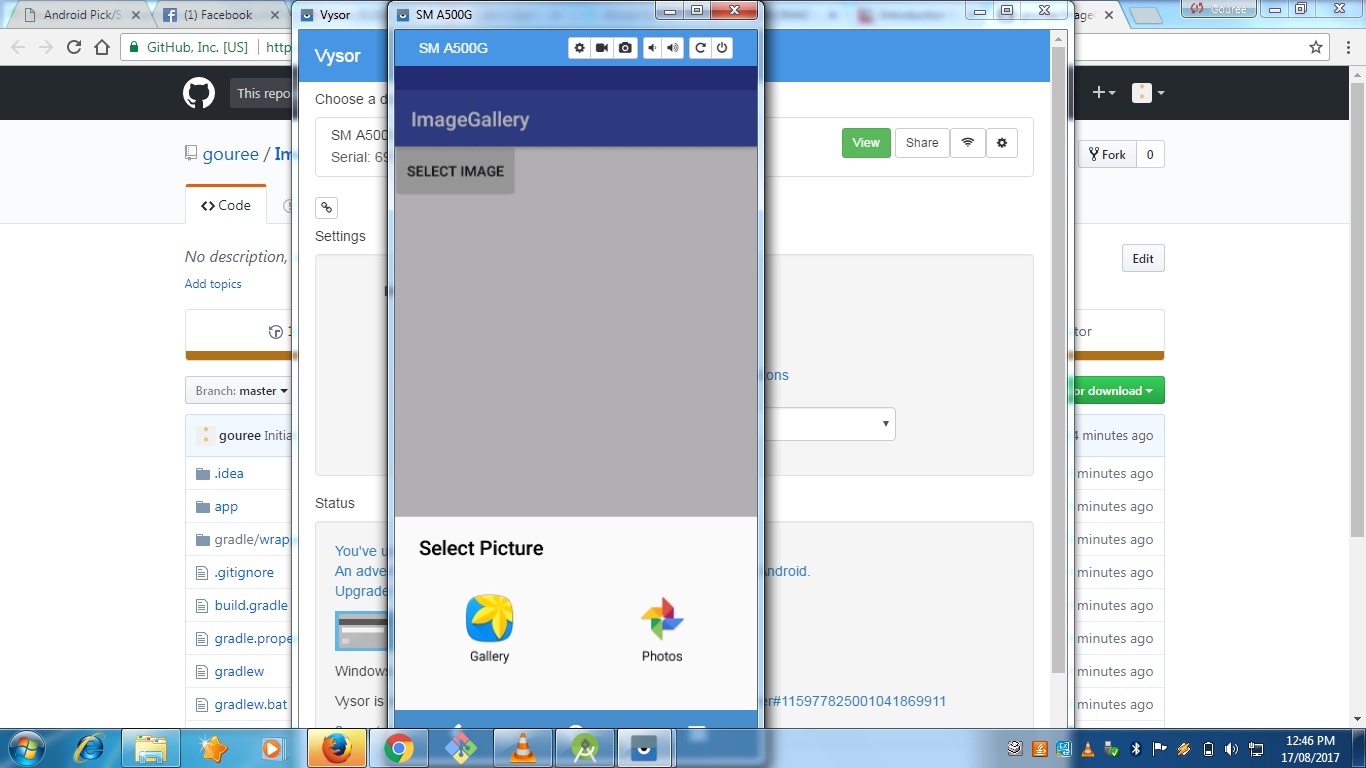 Android Pick/S
(1) Facebook
Vysor
SM A500G
Gouree
GitHub, Inc. [US]
http
SM A500G
Vysor
This repo
Choose a d
ImageGallery
SM A500
Serial: 69
View
Share
gouree / Im
Fork
0
SELECT IMAGE
Code
Settings
No description,
Edit
Add topics
1
tor
ons
Branch: master
or download
gouree Initia
4 minutes ago
.idea
minutes ago
Status
app
minutes ago
gradle/wrap
minutes ago
Select Picture
You've u
.gitignore
An adve
Android.
minutes ago
Upgrade
build.gradle
minutes ago
gradle.prope
minutes ago
Gallery
Photos
gradlew
Windows
minutes ago
gradlew.bat
Vysor is
er#115977825001041869911
minutes ago
12:46 PM
17/08/2017